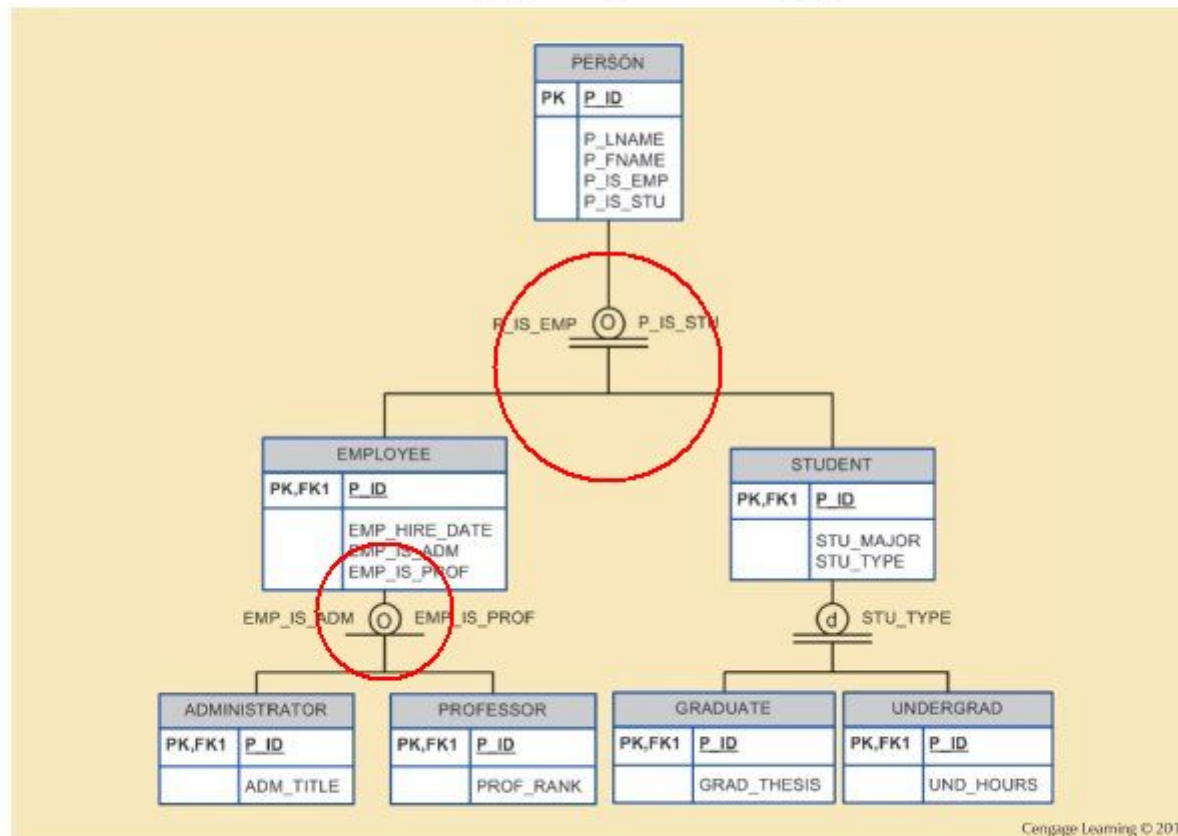 PERSON
PK P_ID
P_LNAME
P_FNAME
P_IS_EMP
P_IS_STU
P_IS_EMP O P_IS_STU
EMPLOYEE
PK,FK1 P_ID
EMP_HIRE_DATE
EMP_IS_ADM
EMP_IS_PROF
STUDENT
PK,FK1 P_ID
STU_MAJOR
STU_TYPE
EMP_IS_ADM O EMP_IS_PROF
d STU_TYPE
ADMINISTRATOR
PK,FK1 P_ID
ADM_TITLE
PROFESSOR
PK,FK1 P_ID
PROF_RANK
GRADUATE
PK,FK1 P_ID
GRAD_THESIS
UNDERGRAD
PK,FK1 P_ID
UND_HOURS
Cengage Learning ©